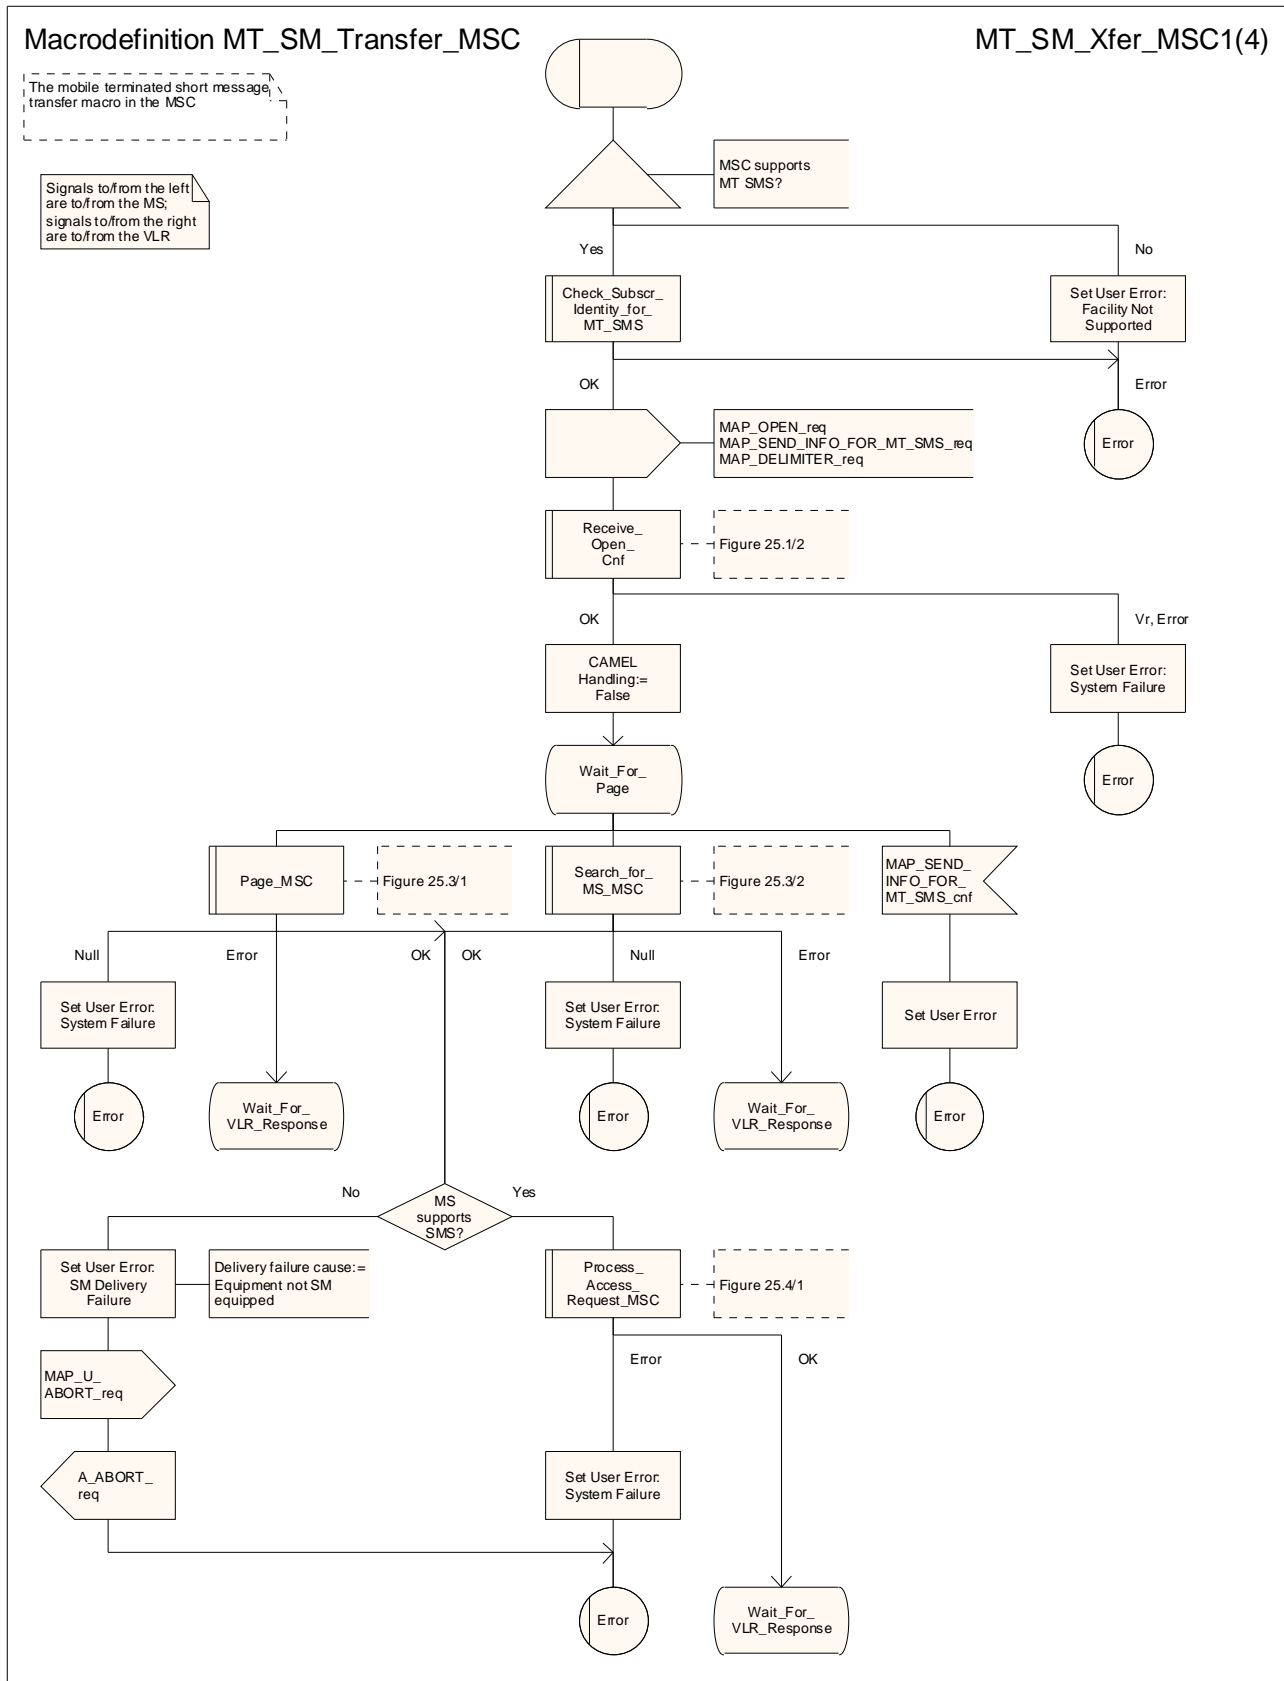 Macrodefinition MT_SM_Transfer_MSC
MT_SM_Xfer_MSC1(4)
The mobile terminated short message
transfer macro in the MSC
Signals to/from the left
are to/from the MS;
signals to/from the right
are to/from the VLR
MSC supports
MT SMS?
Yes
No
Check_Subscr_
Identity_for_
MT_SMS
Set User Error:
Facility Not
Supported
OK
Error
MAP_OPEN_req
MAP_SEND_INFO_FOR_MT_SMS_req
MAP_DELIMITER_req
Error
Receive_
Open_
Cnf
Figure 25.1/2
OK
Vr, Error
CAMEL
Handling:=
False
Set User Error:
System Failure
Wait_For_
Page
Error
Page_MSC
Figure 25.3/1
Search_for_
MS_MSC
Figure 25.3/2
MAP_SEND_
INFO_FOR_
MT_SMS_cnf
Null
Error
OK
OK
Null
Error
Set User Error:
System Failure
Set User Error:
System Failure
Set User Error
Error
Wait_For_
VLR_Response
Error
Wait_For_
VLR_Response
Error
No
MS
supports
SMS?
Yes
Set User Error:
SM Delivery
Failure
Delivery failure cause:=
Equipment not SM
equipped
Process_
Access_
Request_MSC
Figure 25.4/1
Error
OK
MAP_U_
ABORT_req
A_ABORT_
req
Set User Error:
System Failure
Error
Wait_For_
VLR_Response